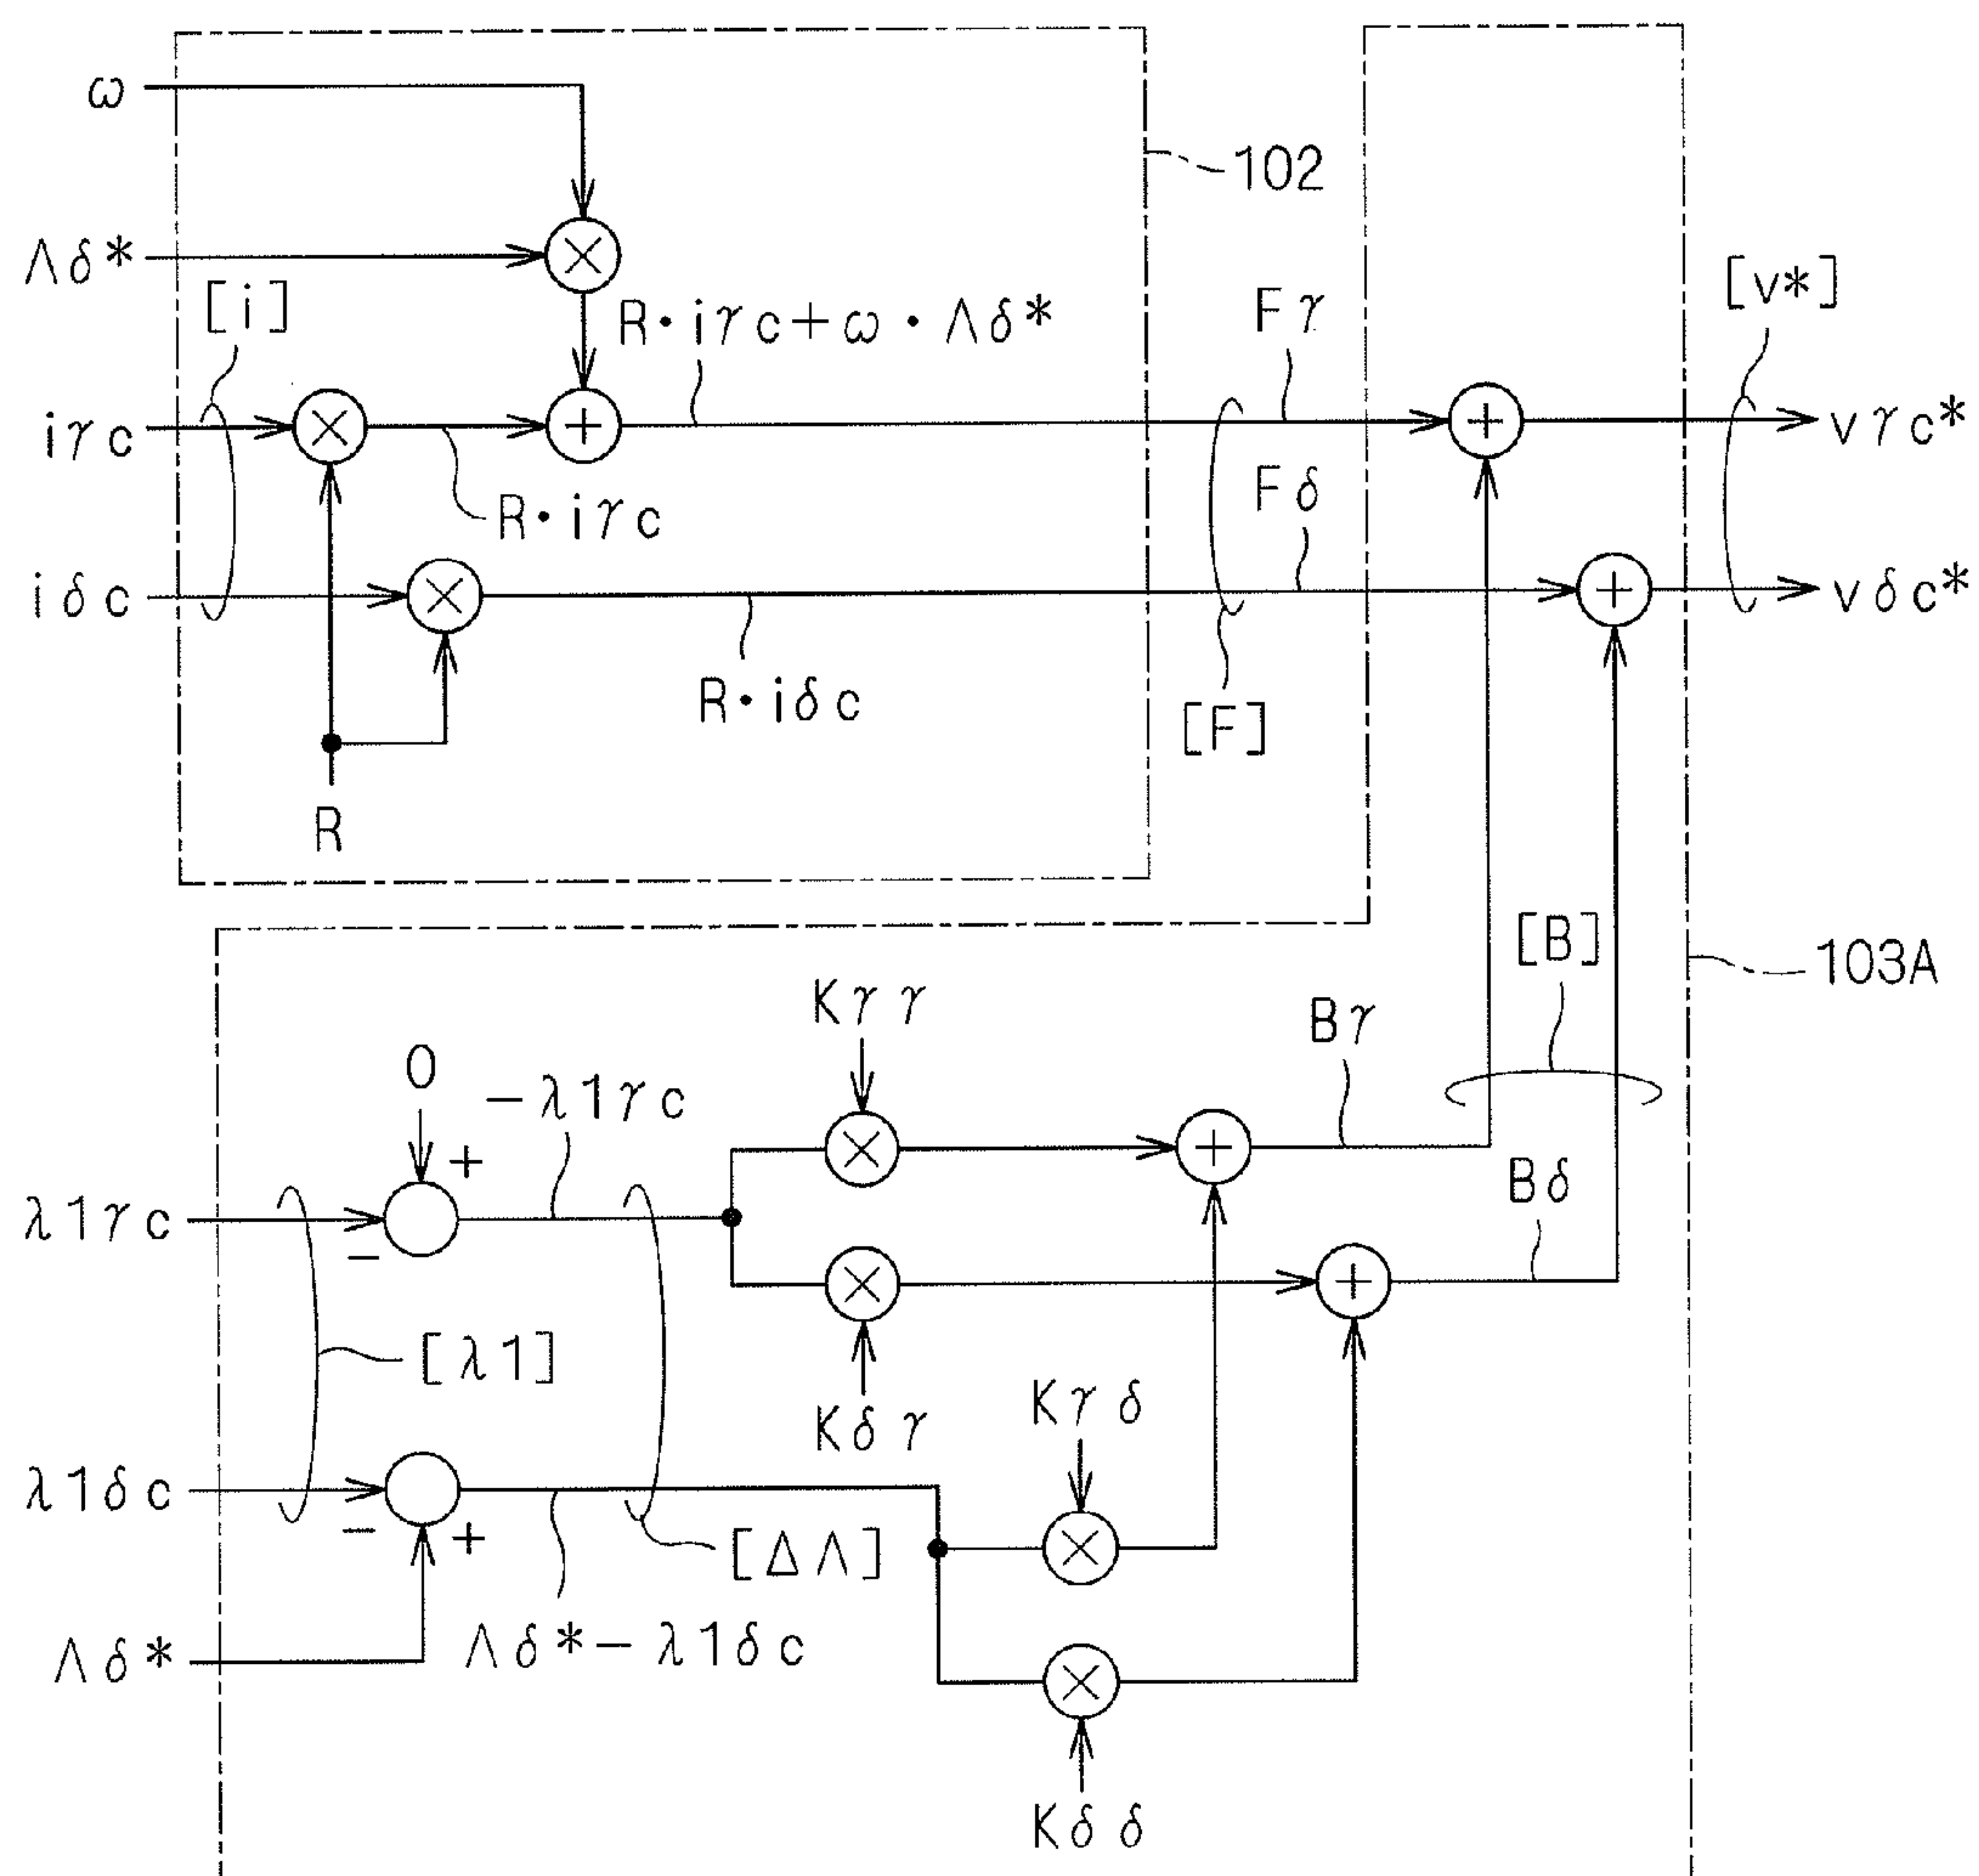 ω
102
Λδ*
[i]
[v*]
R・iγc+ω・Λδ*
Fγ
iγc
vγc*
R・iγc
Fδ
iδc
vδc*
R・iδc
[F]
R
[B]
103A
Kγγ
Bγ
0
-λ1γc
+
Bδ
λ1γc
-
[λ1]
Kδγ
Kγδ
λ1δc
-
+
[ΔΛ]
Λδ*
Λδ*-λ1δc
Kδδ